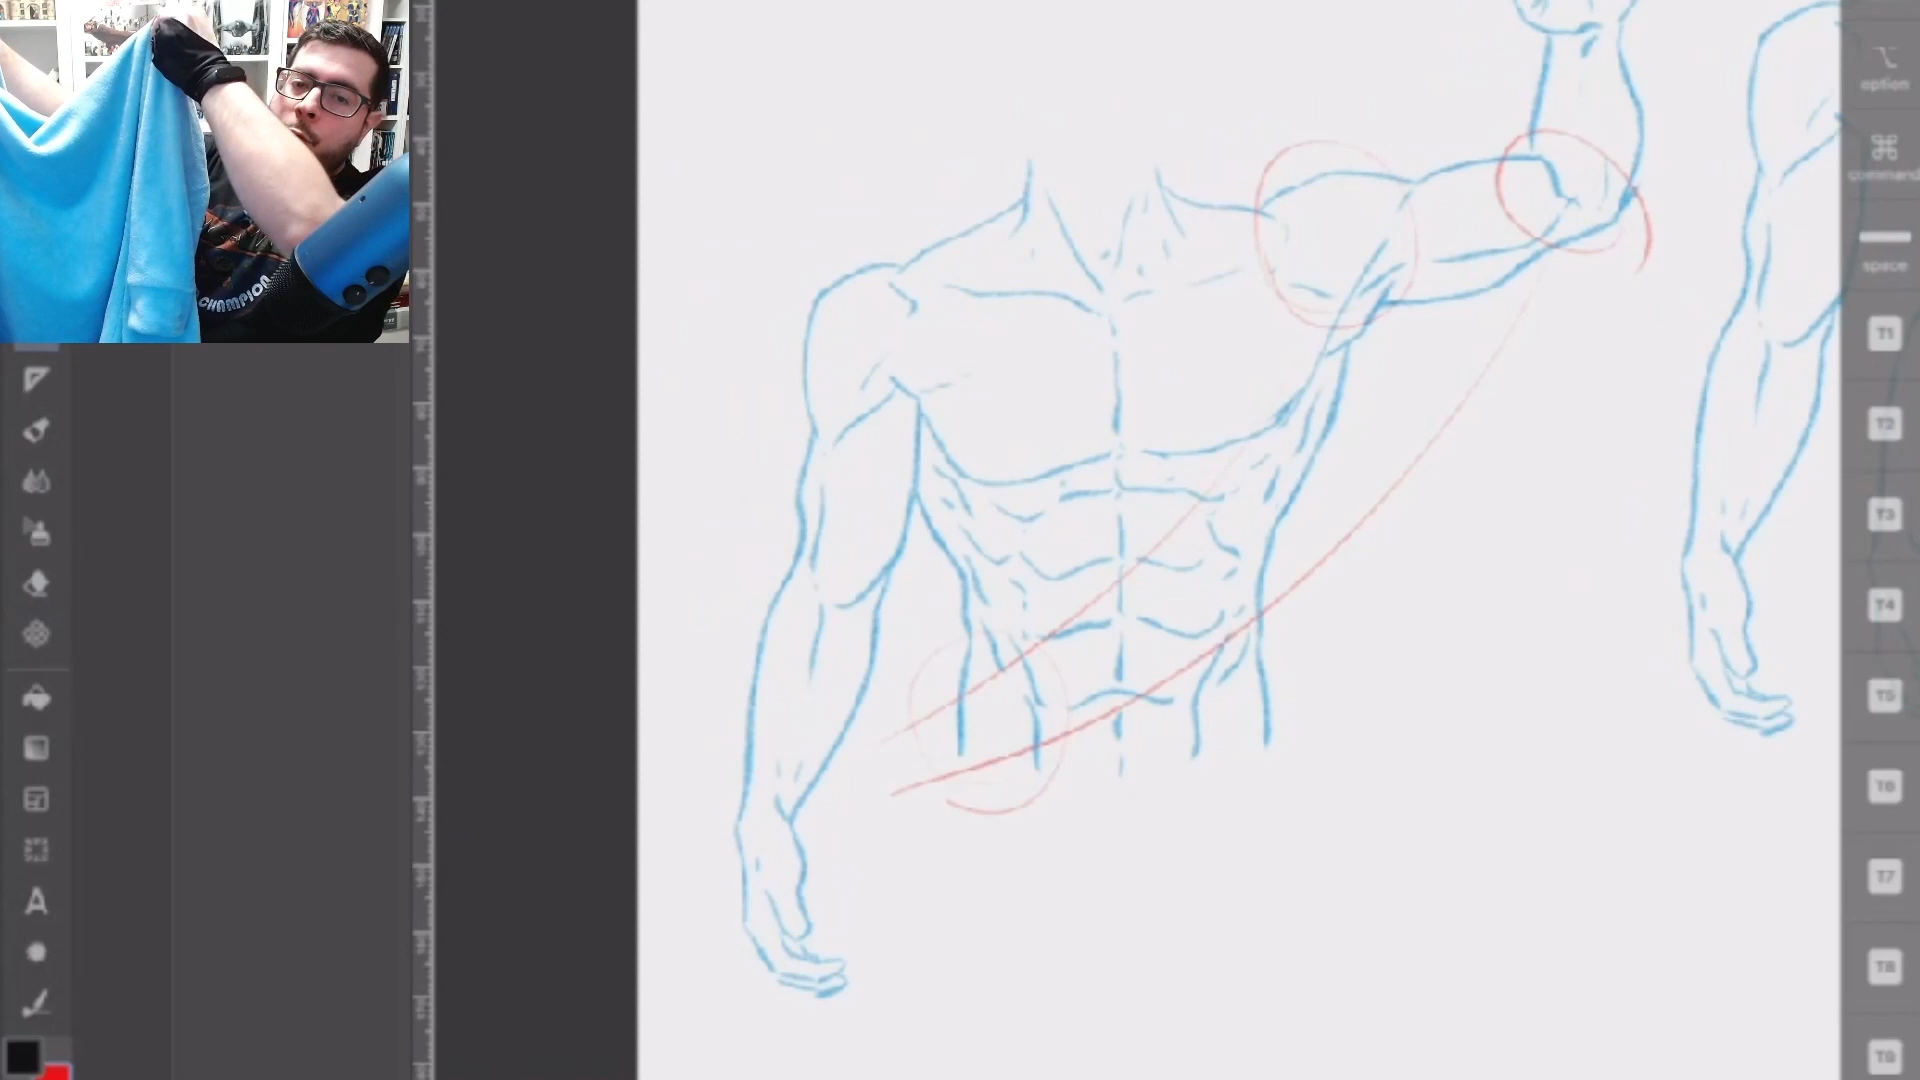 option
command
CHAMPION
space
T1
T2
T3
T4
T5
T6
T7
T8
T9
A